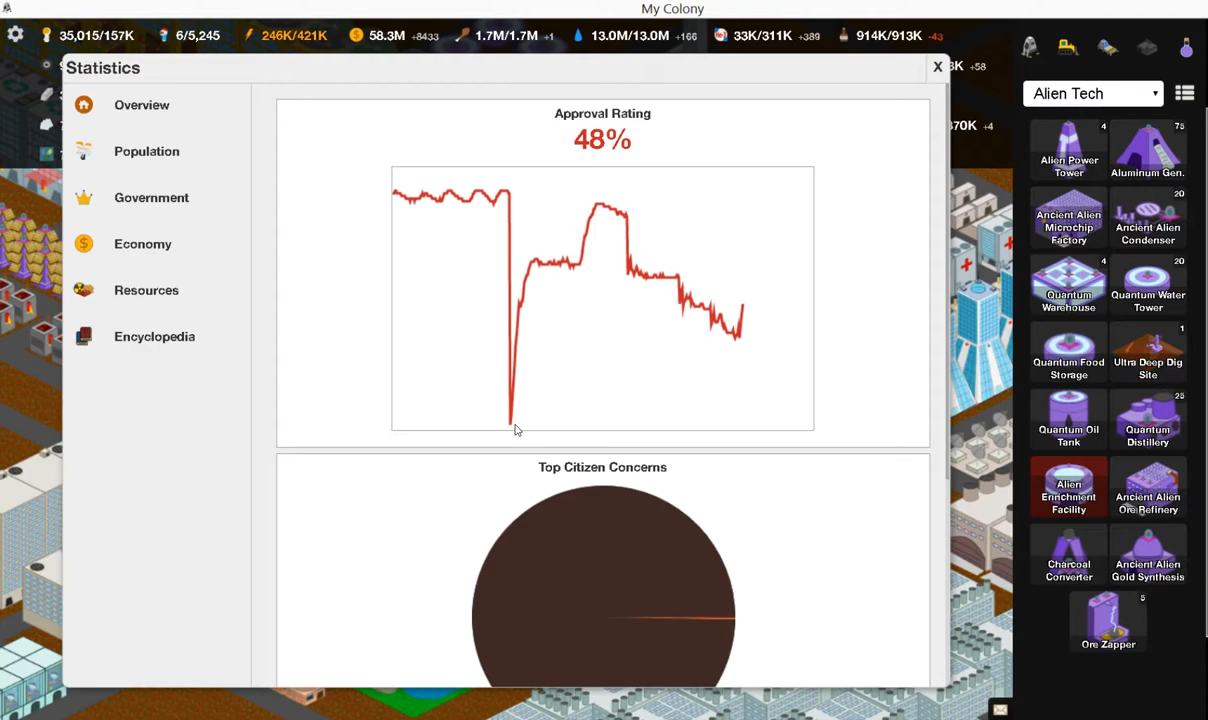 My Colony
35,015/157K 6/5,245 246K/421K 58.3M +8433 1.7M/1.7M +1 13.0M/13.0M +166 33K/311K +389 914K/913K -43
Statistics X
K +58
Overview
Population
Government
Economy
Resources
Encyclopedia
Approval Rating
48%
Top Citizen Concerns
70K +4
Alien Tech
4
Alien Power Tower
75
Aluminum Gen.
Ancient Alien Microchip Factory
20
Ancient Alien Condenser
4
Quantum Warehouse
20
Quantum Water Tower
Quantum Food Storage
1
Ultra Deep Dig Site
Quantum Oil Tank
25
Quantum Distillery
Alien Enrichment Facility
Ancient Alien Ore Refinery
Charcoal Converter
Ancient Alien Gold Synthesis
5
Ore Zapper